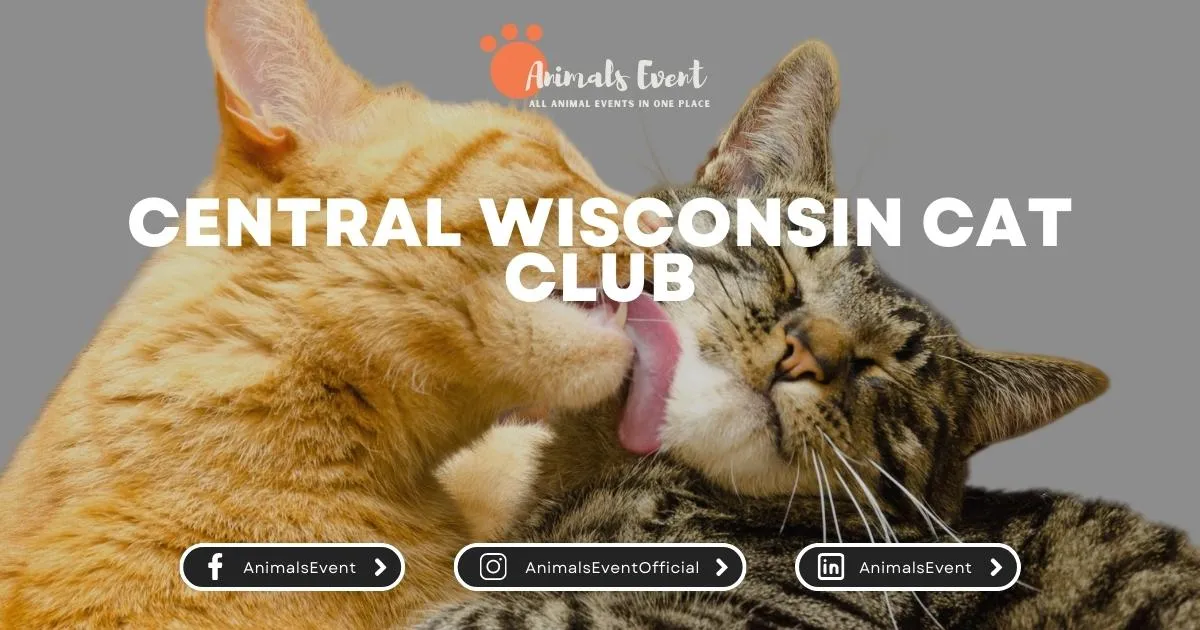 Animals Event
ALL ANIMAL EVENTS IN ONE PLACE
CENTRAL WISCONSIN CAT
CLUB
AnimalsEvent
AnimalsEventOfficial
AnimalsEvent